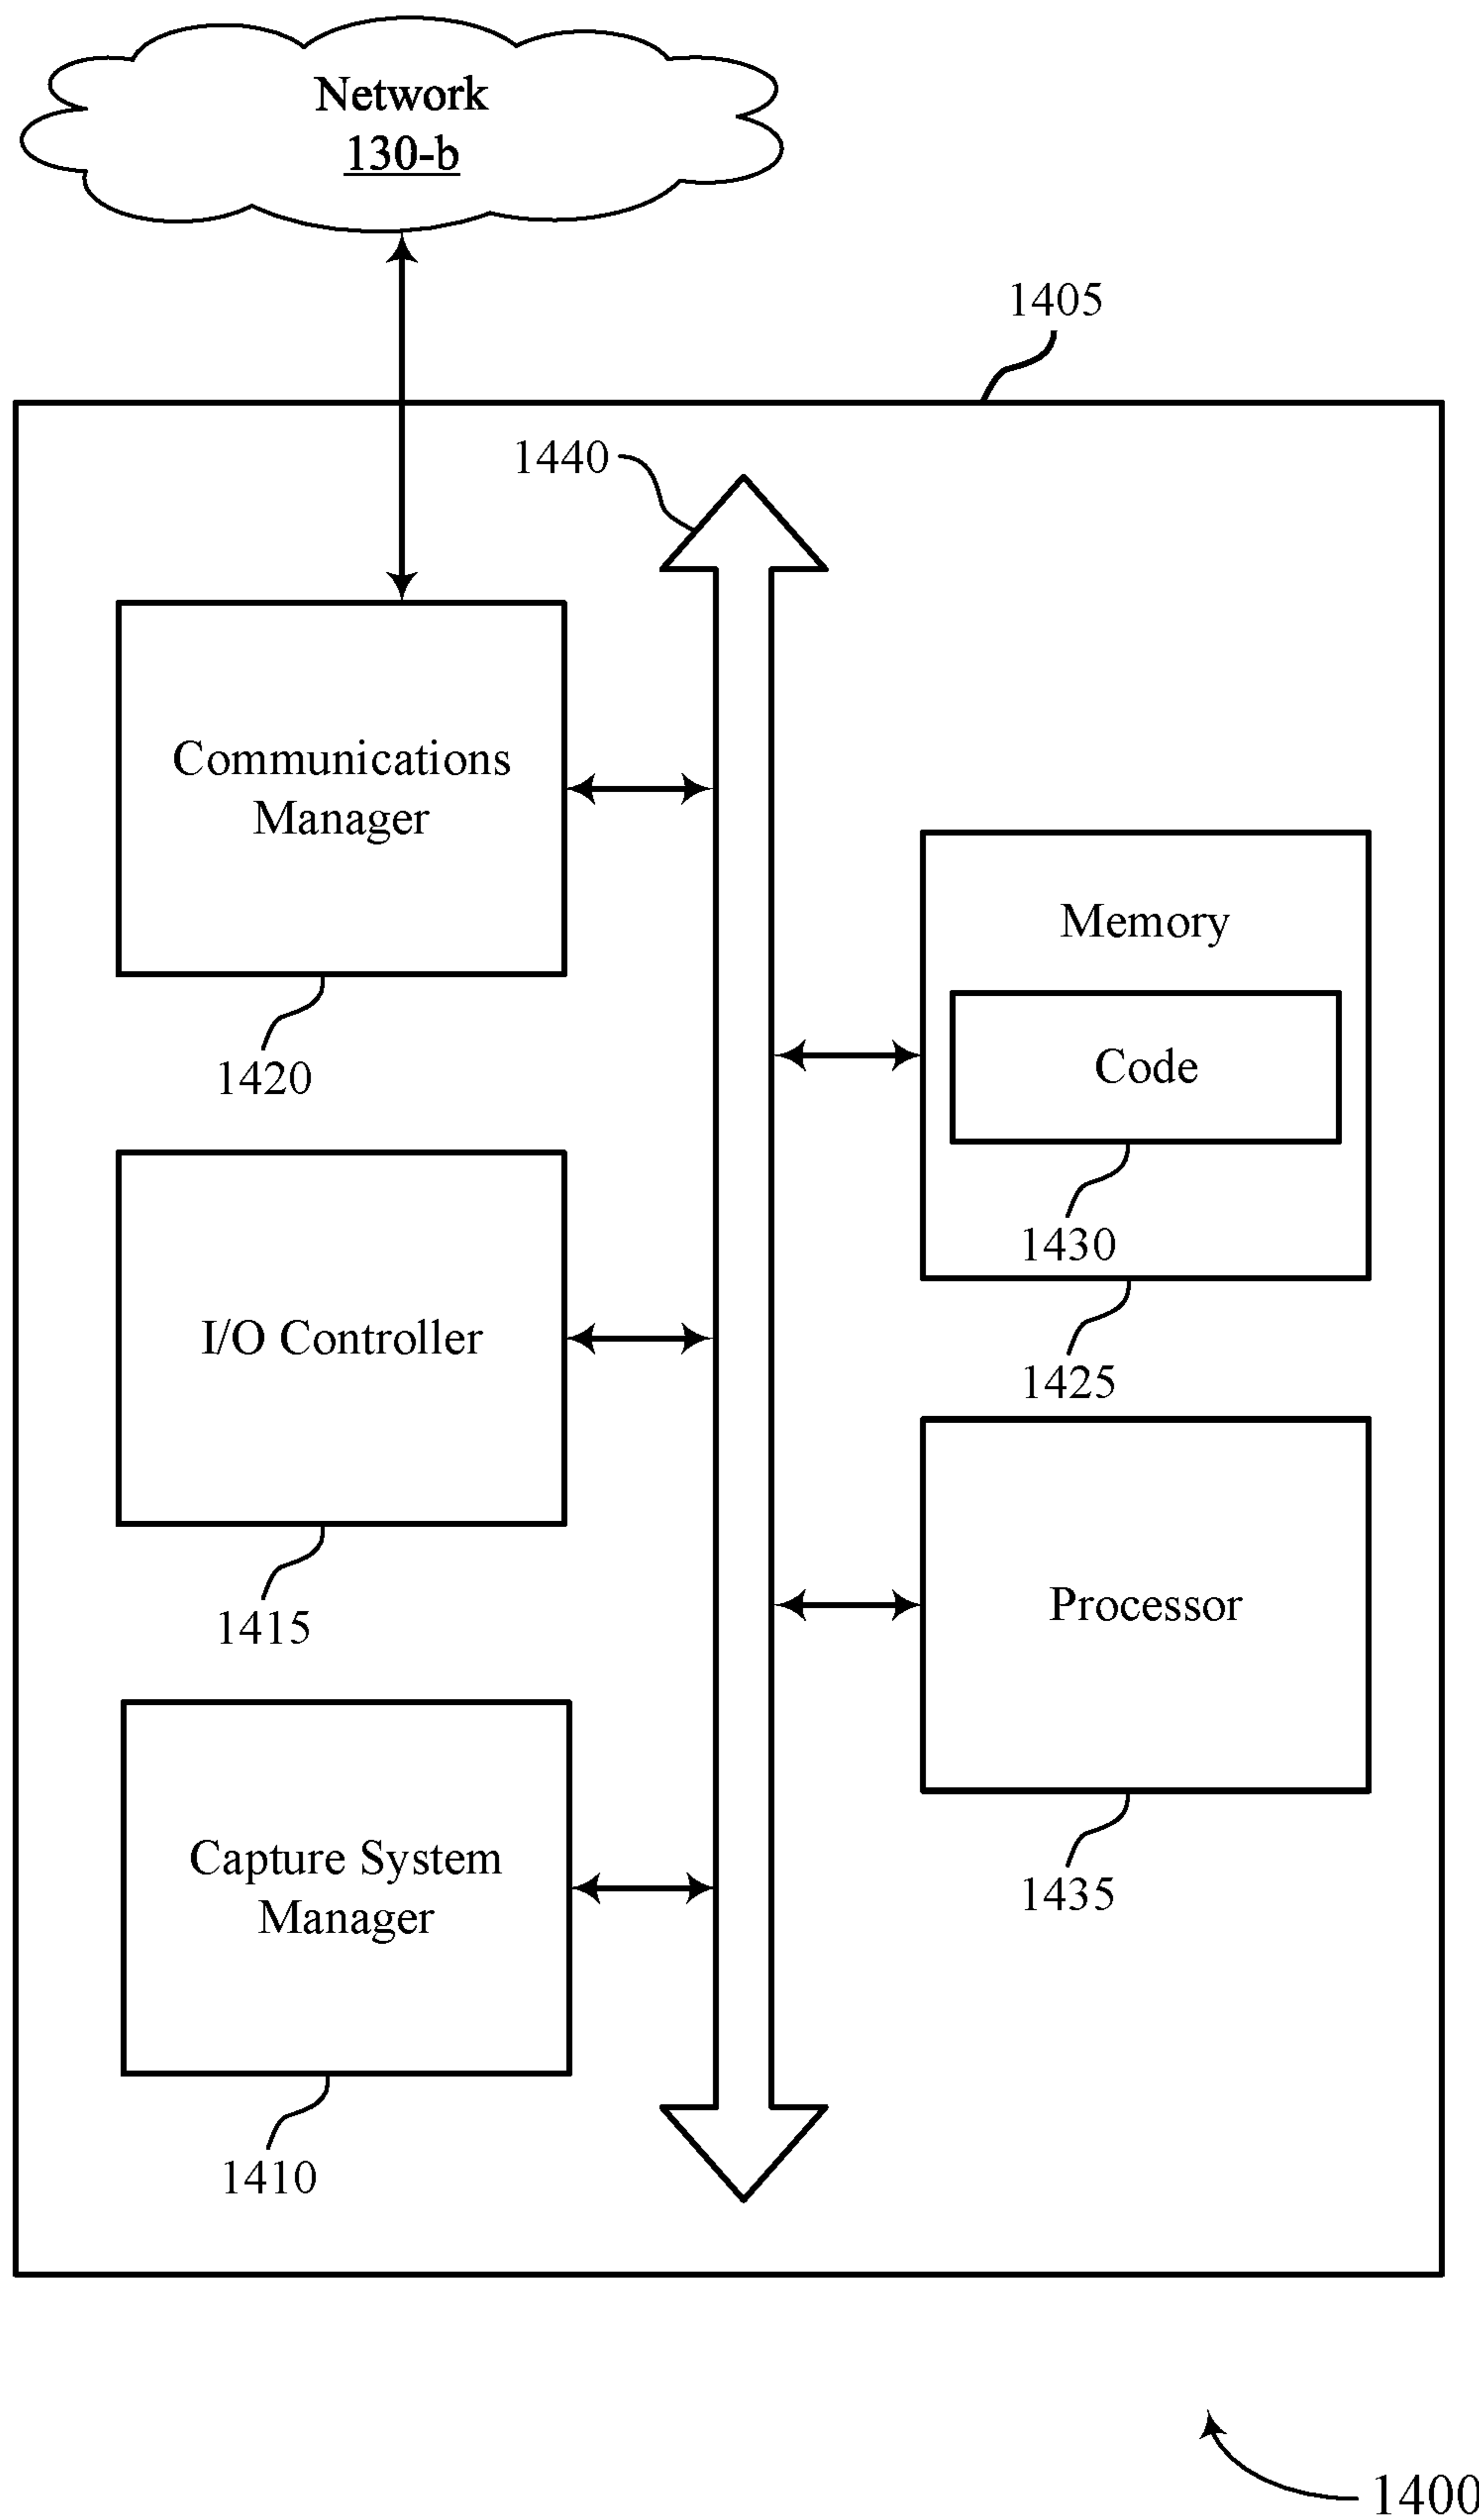 Network
130-b
1405
1440
Communications
Manager
1420
Memory
Code
1430
1425
I/O Controller
1415
Processor
1435
Capture System
Manager
1410
1400